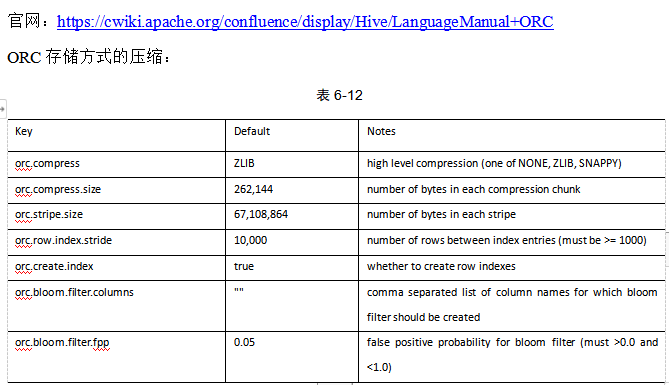 官网：https://cwiki.apache.org/confluence/display/Hive/LanguageManual+ORC
ORC 存储方式的压缩：
表 6-12
Key Default Notes
orc.compress ZLIB high level compression (one of NONE, ZLIB, SNAPPY)
orc.compress.size 262,144 number of bytes in each compression chunk
orc.stripe.size 67,108,864 number of bytes in each stripe
orc.row.index.stride 10,000 number of rows between index entries (must be >= 1000)
orc.create.index true whether to create row indexes
orc.bloom.filter.columns "" comma separated list of column names for which bloom
filter should be created
orc.bloom.filter.fpp 0.05 false positive probability for bloom filter (must >0.0 and
<1.0)